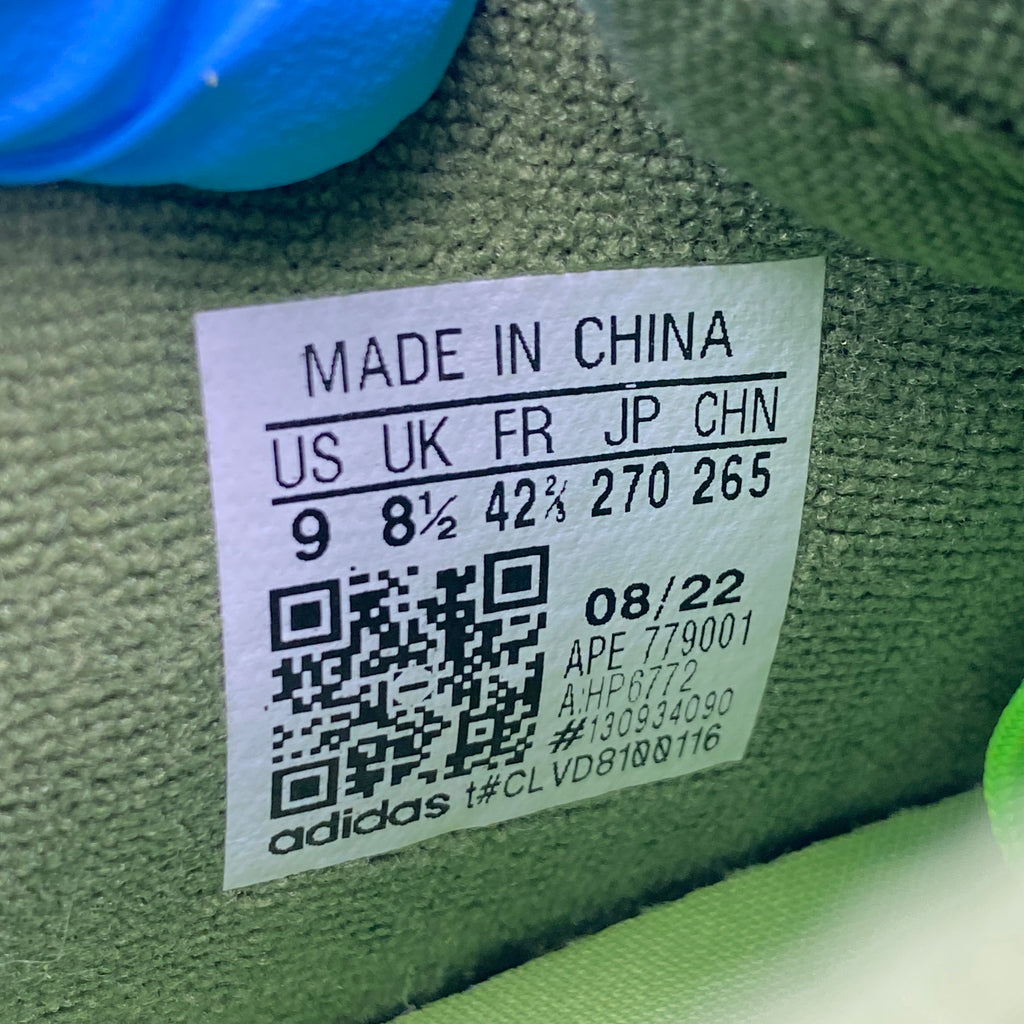 MADE IN CHINA
US UK FR JP CHN
9 8½ 42⅔ 270 265
08/22
APE 779001
A:HP6772
#130934090
adidas t#CLVD8100116